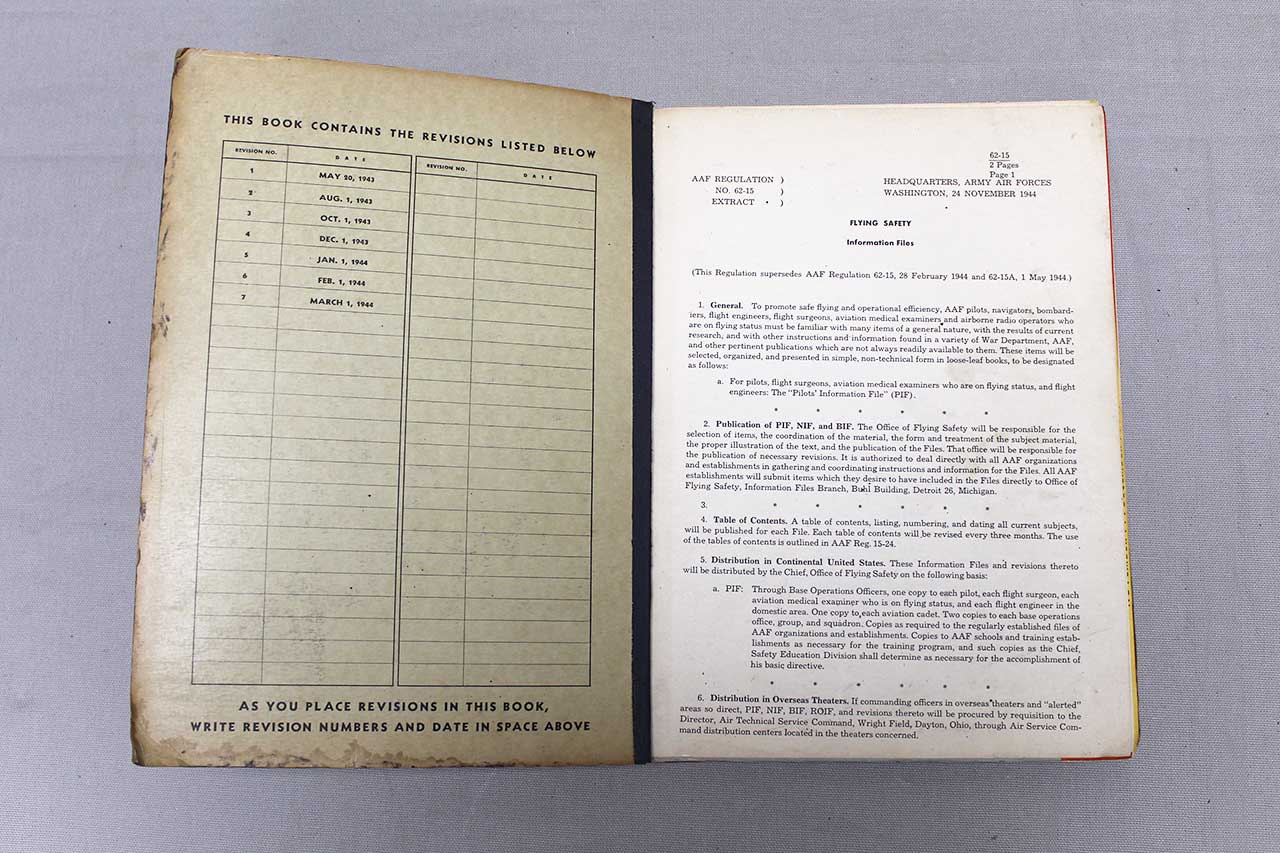 THIS BOOK CONTAINS THE REVISIONS LISTED BELOW
REVISION NO. DATE REVISION NO. DATE
1 MAY 20, 1943
2 AUG. 1, 1943
3 OCT. 1, 1943
4 DEC. 1, 1943
5 JAN. 1, 1944
6 FEB. 1, 1944
7 MARCH 1, 1944
AS YOU PLACE REVISIONS IN THIS BOOK,
WRITE REVISION NUMBERS AND DATE IN SPACE ABOVE
62-15
2 Pages
Page 1
AAF REGULATION ) HEADQUARTERS, ARMY AIR FORCES
NO. 62-15 ) WASHINGTON, 24 NOVEMBER 1944
EXTRACT )
FLYING SAFETY
Information Files
(This Regulation supersedes AAF Regulation 62-15, 28 February 1944 and 62-15A, 1 May 1944.)
1. General. To promote safe flying and operational efficiency, AAF pilots, navigators, bombard-
iers, flight engineers, flight surgeons, aviation medical examiners and airborne radio operators who
are on flying status must be familiar with many items of a general nature, with the results of current
research, and with other instructions and information found in a variety of War Department, AAF,
and other pertinent publications which are not always readily available to them. These items will be
selected, organized, and presented in simple, non-technical form in loose-leaf books, to be designated
as follows:
a. For pilots, flight surgeons, aviation medical examiners who are on flying status, and flight
engineers: The "Pilots' Information File" (PIF).
* * * * * *
2. Publication of PIF, NIF, and BIF. The Office of Flying Safety will be responsible for the
selection of items, the coordination of the material, the form and treatment of the subject material,
the proper illustration of the text, and the publication of the Files. That office will be responsible for
the publication of necessary revisions. It is authorized to deal directly with all AAF organizations
and establishments in gathering and coordinating instructions and information for the Files. All AAF
establishments will submit items which they desire to have included in the Files directly to Office of
Flying Safety, Information Files Branch, Buhl Building, Detroit 26, Michigan.
3. * * * * * *
4. Table of Contents. A table of contents, listing, numbering, and dating all current subjects,
will be published for each File. Each table of contents will be revised every three months. The use
of the tables of contents is outlined in AAF Reg. 15-24.
5. Distribution in Continental United States. These Information Files and revisions thereto
will be distributed by the Chief, Office of Flying Safety on the following basis:
a. PIF: Through Base Operations Officers, one copy to each pilot, each flight surgeon, each
aviation medical examiner who is on flying status, and each flight engineer in the
domestic area. One copy to each aviation cadet. Two copies to each base operations
office, group, and squadron. Copies as required to the regularly established files of
AAF organizations and establishments. Copies to AAF schools and training estab-
lishments as necessary for the training program, and such copies as the Chief,
Safety Education Division shall determine as necessary for the accomplishment of
his basic directive.
* * * * * *
6. Distribution in Overseas Theaters. If commanding officers in overseas theaters and "alerted"
areas so direct, PIF, NIF, BIF, ROIF, and revisions thereto will be procured by requisition to the
Director, Air Technical Service Command, Wright Field, Dayton, Ohio, through Air Service Com-
mand distribution centers located in the theaters concerned.